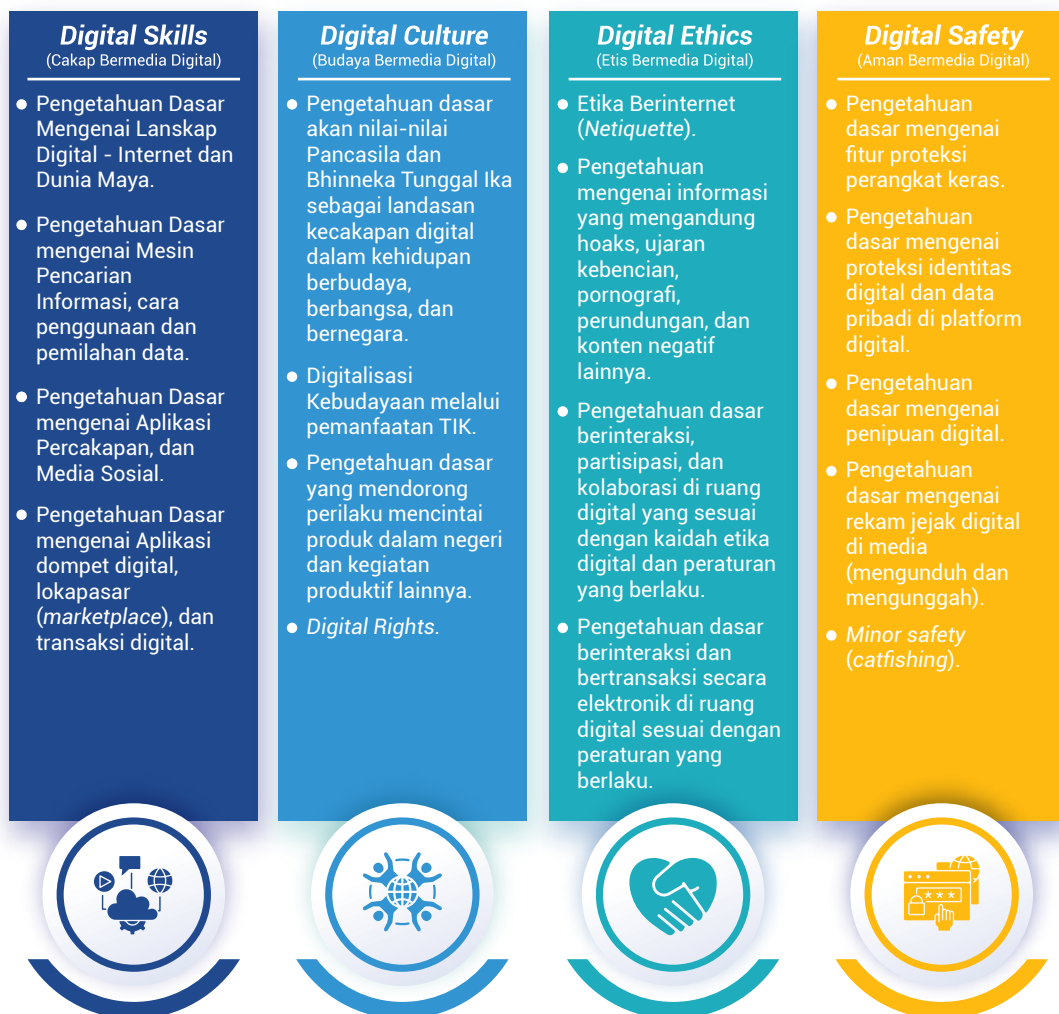 Digital Skills
(Cakap Bermedia Digital)
Pengetahuan Dasar
Mengenai Lanskap
Digital - Internet dan
Dunia Maya.
Pengetahuan Dasar
mengenai Mesin
Pencarian
Informasi, cara
penggunaan dan
pemilahan data.
Pengetahuan Dasar
mengenai Aplikasi
Percakapan, dan
Media Sosial.
Pengetahuan Dasar
mengenai Aplikasi
dompet digital,
lokapasar
(marketplace), dan
transaksi digital.
Digital Culture
(Budaya Bermedia Digital)
Pengetahuan dasar
akan nilai-nilai
Pancasila dan
Bhinneka Tunggal Ika
sebagai landasan
kecakapan digital
dalam kehidupan
berbudaya,
berbangsa, dan
bernegara.
Digitalisasi
Kebudayaan melalui
pemanfaatan TIK.
Pengetahuan dasar
yang mendorong
perilaku mencintai
produk dalam negeri
dan kegiatan
produktif lainnya.
Digital Rights.
Digital Ethics
(Etis Bermedia Digital)
Etika Berinternet
(Netiquette).
Pengetahuan
mengenai informasi
yang mengandung
hoaks, ujaran
kebencian,
pornografi,
perundungan, dan
konten negatif
lainnya.
Pengetahuan dasar
berinteraksi,
partisipasi, dan
kolaborasi di ruang
digital yang sesuai
dengan kaidah etika
digital dan peraturan
yang berlaku.
Pengetahuan dasar
berinteraksi dan
bertransaksi secara
elektronik di ruang
digital sesuai dengan
peraturan yang
berlaku.
Digital Safety
(Aman Bermedia Digital)
Pengetahuan
dasar mengenai
fitur proteksi
perangkat keras.
Pengetahuan
dasar mengenai
proteksi identitas
digital dan data
pribadi di platform
digital.
Pengetahuan
dasar mengenai
penipuan digital.
Pengetahuan
dasar mengenai
rekam jejak digital
di media
(mengunduh dan
mengunggah).
Minor safety
(catfishing).